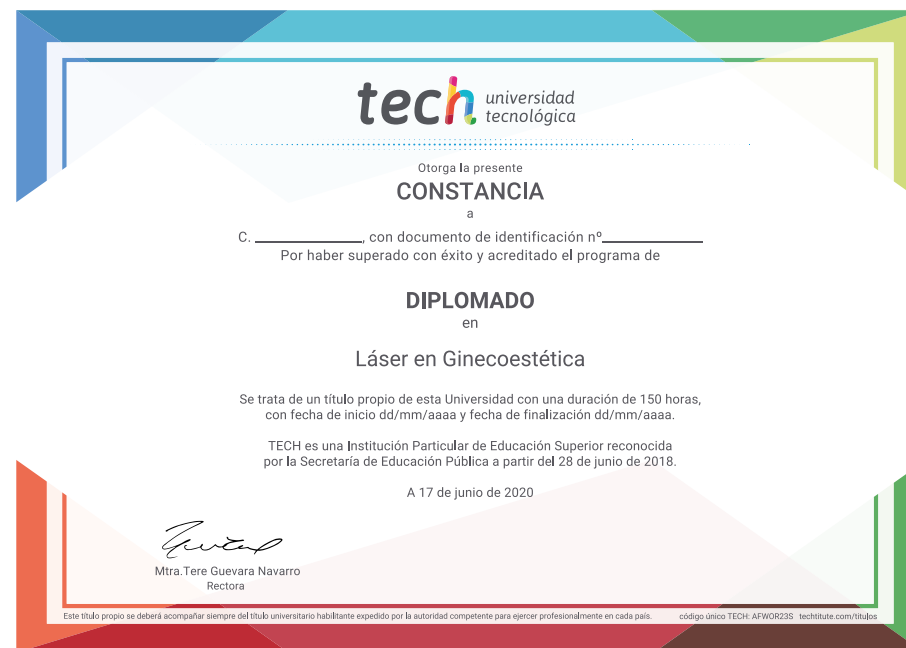 tech universidad
tecnológica
Otorga la presente
CONSTANCIA
a
C. ____________, con documento de identificación nº____________
Por haber superado con éxito y acreditado el programa de
DIPLOMADO
en
Láser en Ginecoestética
Se trata de un título propio de esta Universidad con una duración de 150 horas,
con fecha de inicio dd/mm/aaaa y fecha de finalización dd/mm/aaaa.
TECH es una Institución Particular de Educación Superior reconocida
por la Secretaría de Educación Pública a partir del 28 de junio de 2018.
A 17 de junio de 2020
Mtra.Tere Guevara Navarro
Rectora
Este título propio se deberá acompañar siempre del título universitario habilitante expedido por la autoridad competente para ejercer profesionalmente en cada país. código único TECH: AFWOR23S techtitute.com/titulos